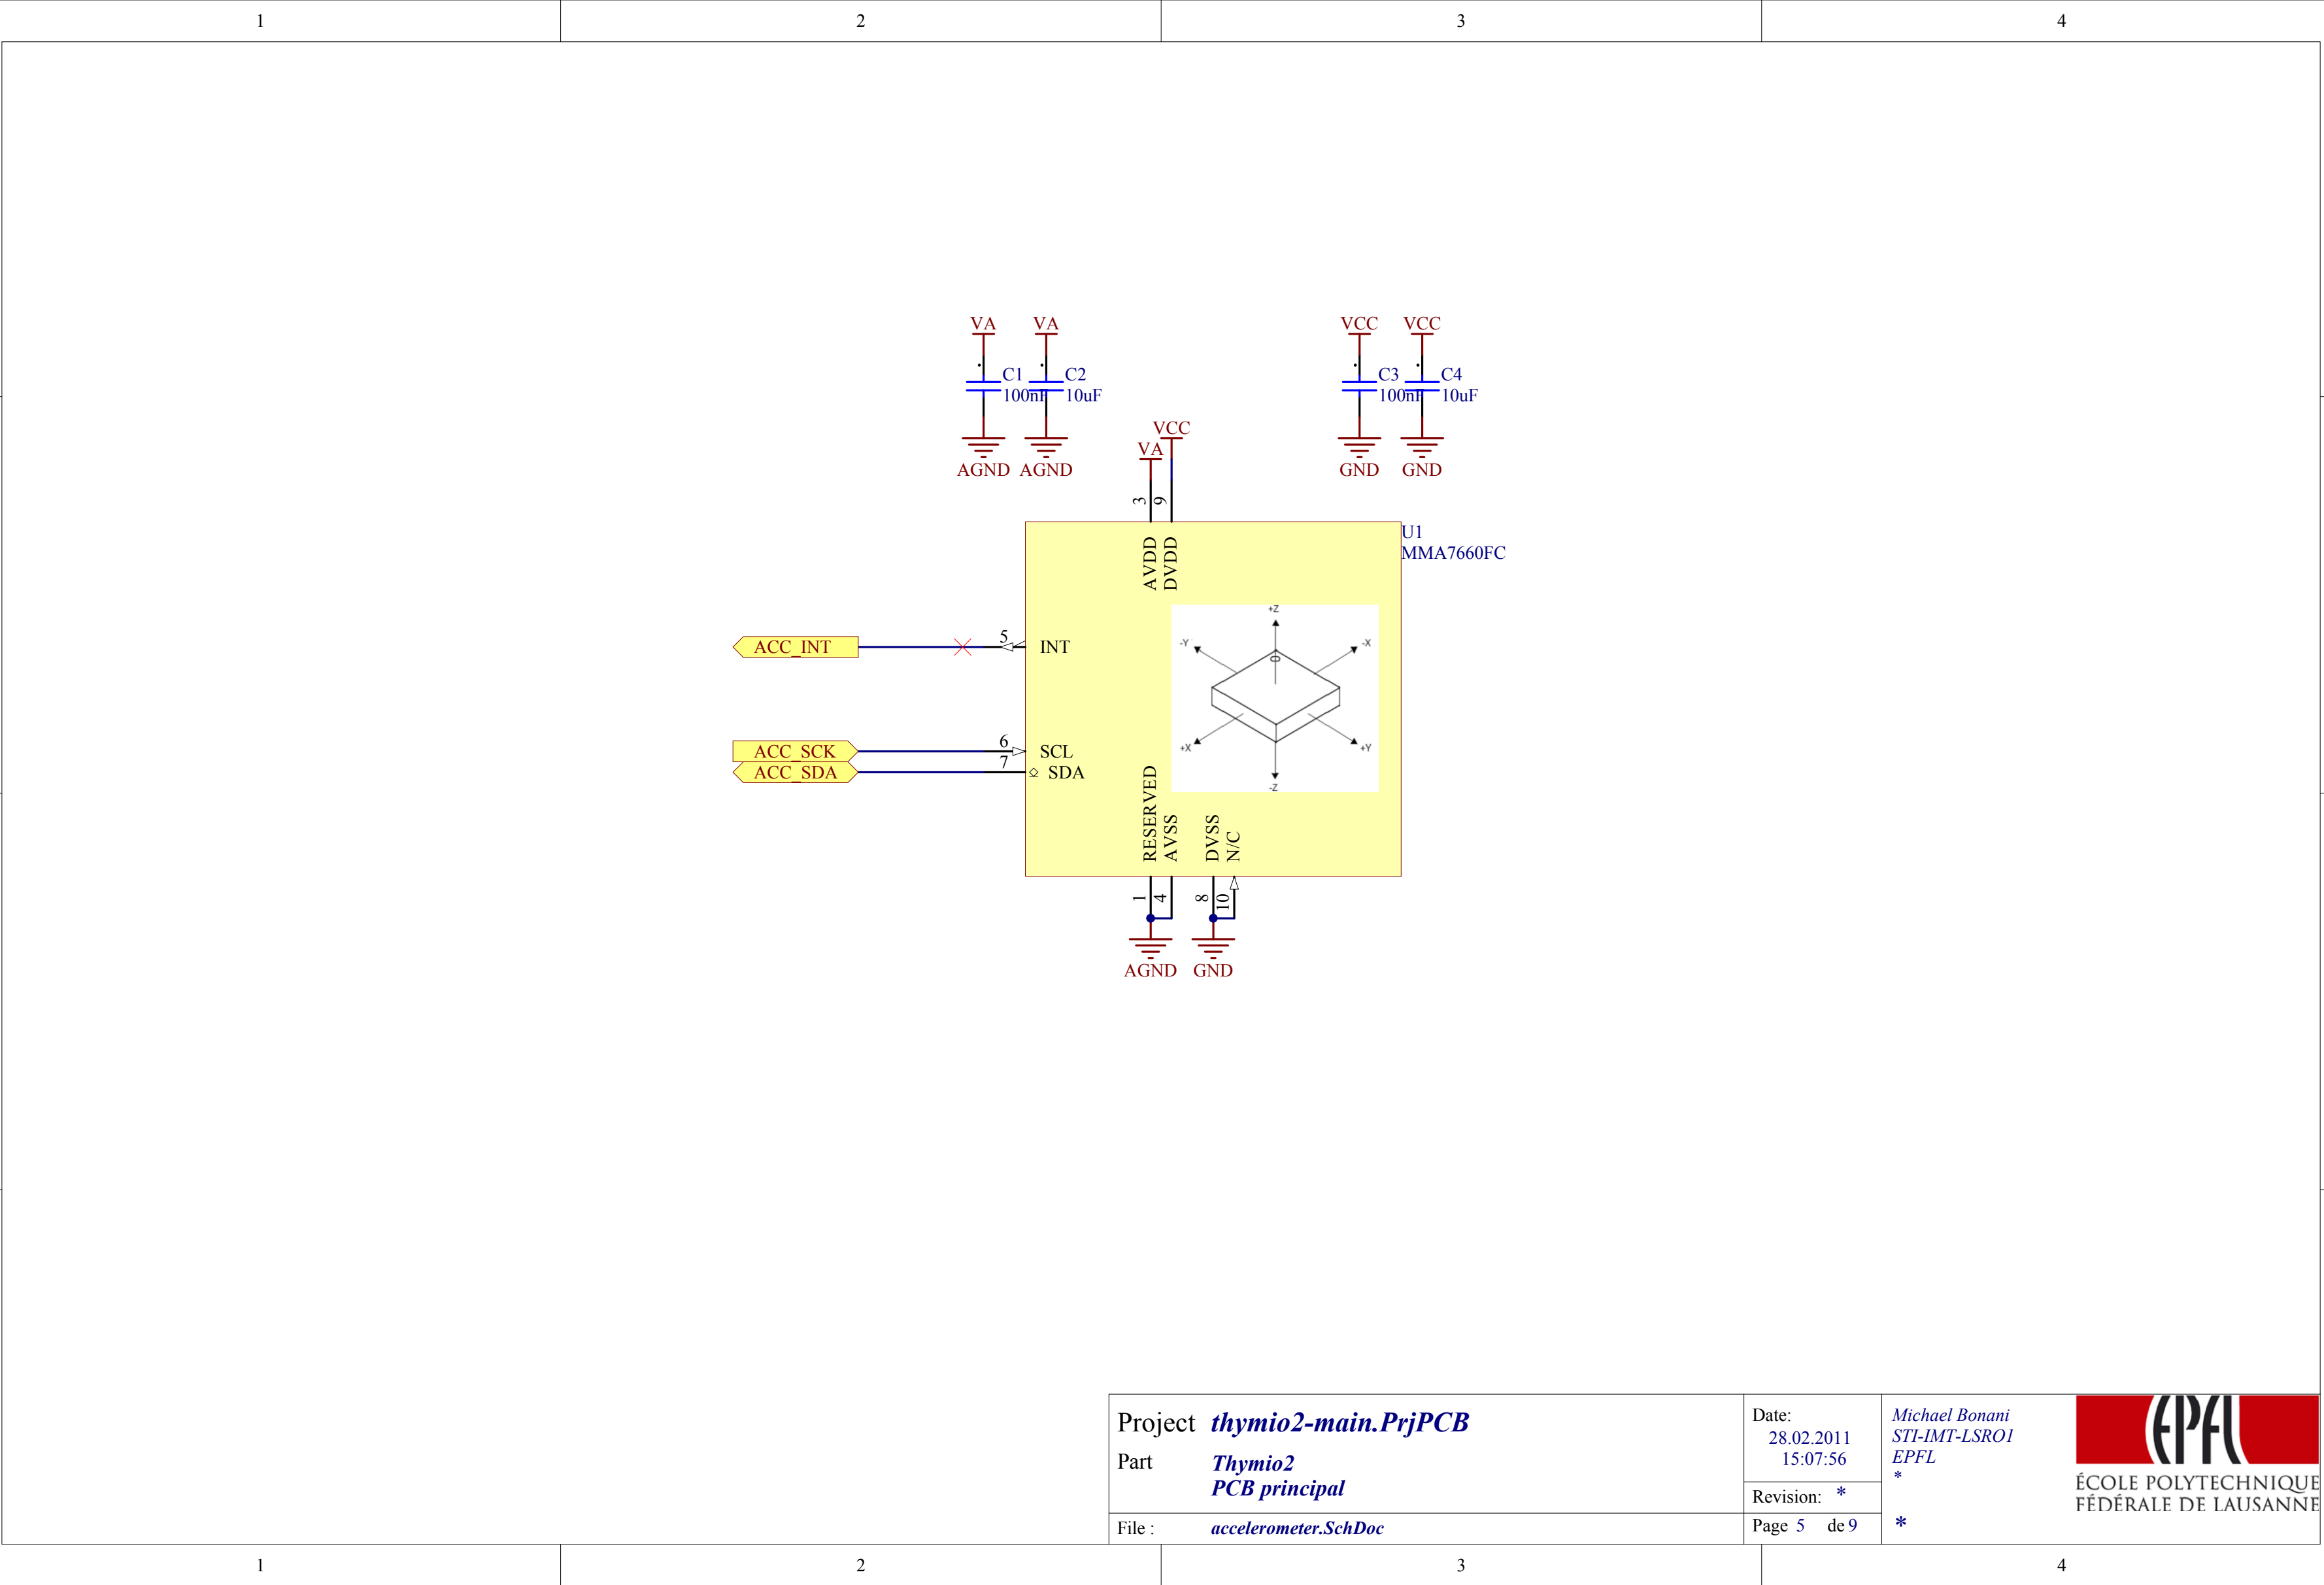 1 2 3 4
VA VA VCC VCC
C1 C2 C3 C4
100nF 10uF 100nF 10uF
VCC
VA
AGND AGND GND GND
3 9
U1
MMA7660FC
AVDD DVDD
+Z
-Y -X
ACC_INT 5 INT
0
+X +Y
ACC_SCK 6 SCL
ACC_SDA 7 SDA
-Z
RESERVED AVSS DVSS N/C
1 4 8 10
AGND GND
Project thymio2-main.PrjPCB
Part Thymio2
PCB principal
File : accelerometer.SchDoc
Date:
28.02.2011
15:07:56
Revision: *
Page 5 de 9
Michael Bonani
STI-IMT-LSRO1
EPFL
*
*
EPFL
ÉCOLE POLYTECHNIQUE
FÉDÉRALE DE LAUSANNE
1 2 3 4